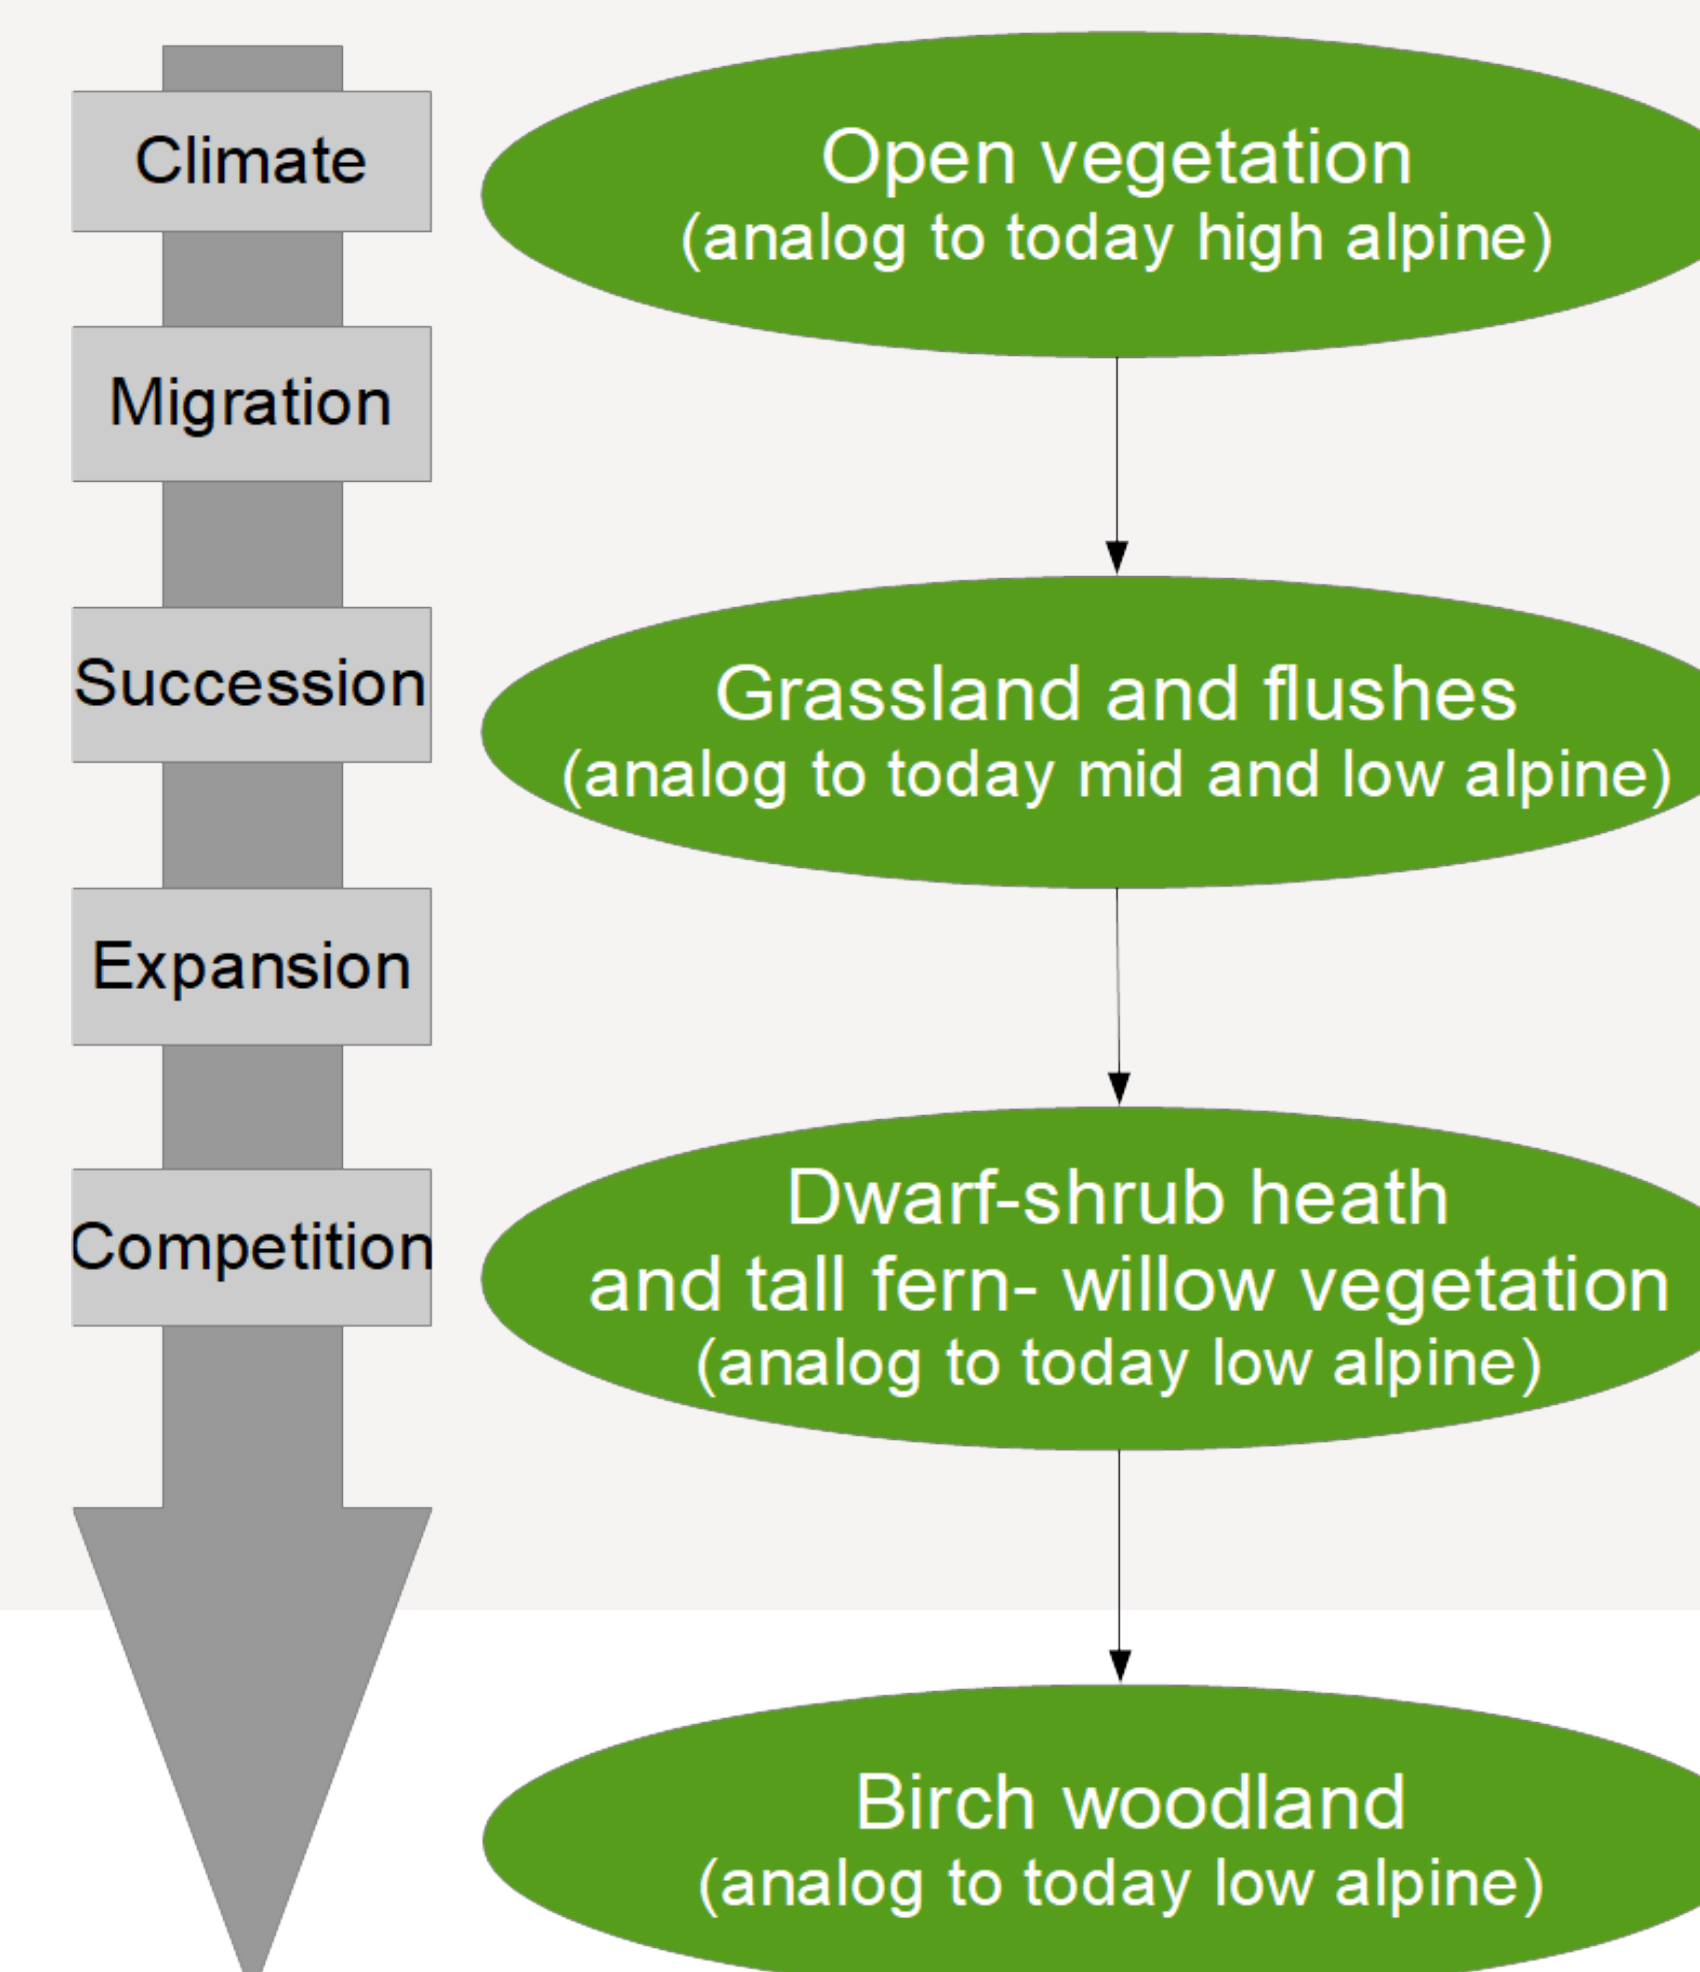 Climate
Migration
Succession
Expansion
Competition
Open vegetation
(analog to today high alpine)
Grassland and flushes
(analog to today mid and low alpine)
Dwarf-shrub heath
and tall fern- willow vegetation
(analog to today low alpine)
Birch woodland
(analog to today low alpine)